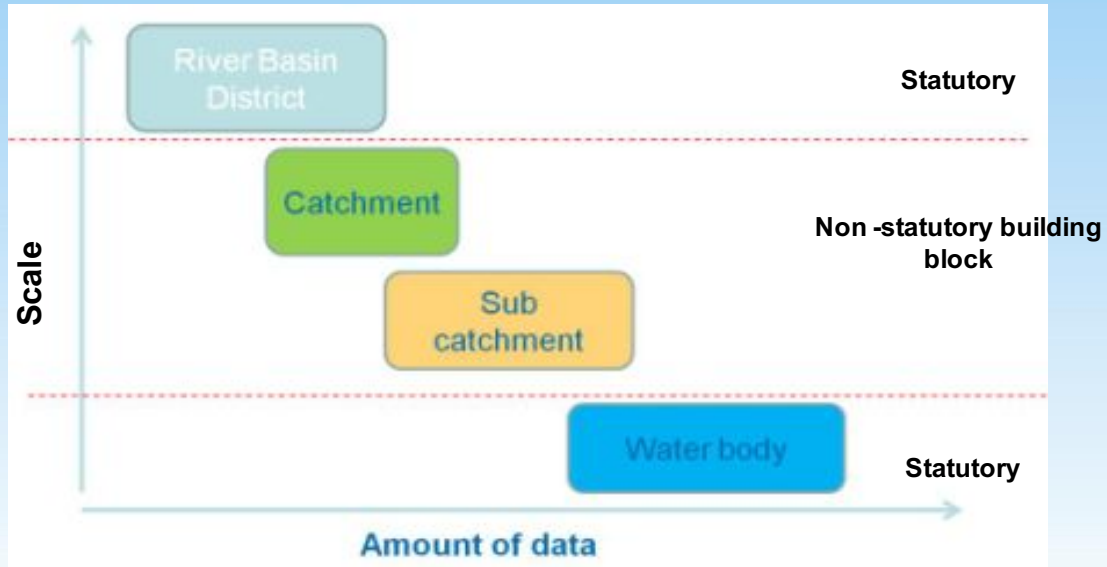 River Basin
District
Statutory
Catchment
Non -statutory building
block
Scale
Sub
catchment
Water body
Statutory
Amount of data